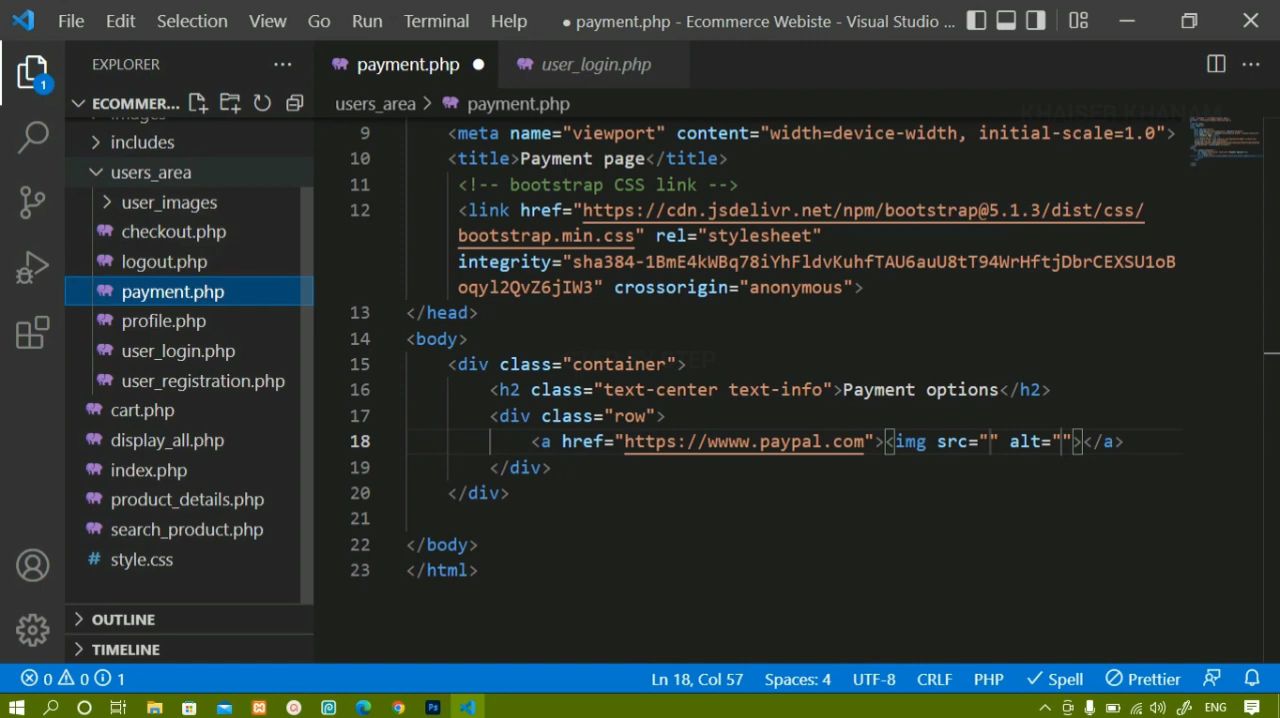 File Edit Selection View Go Run Terminal Help ● payment.php - Ecommerce Webiste - Visual Studio ...
EXPLORER
1
ECOMMER...
images
includes
users_area
user_images
checkout.php
logout.php
payment.php
profile.php
user_login.php
user_registration.php
cart.php
display_all.php
index.php
product_details.php
search_product.php
# style.css
OUTLINE
TIMELINE
payment.php ● user_login.php
users_area > payment.php
KHAISER KHANAM
9 <meta name="viewport" content="width=device-width, initial-scale=1.0">
10 <title>Payment page</title>
11 <!-- bootstrap CSS link -->
12 <link href="https://cdn.jsdelivr.net/npm/bootstrap@5.1.3/dist/css/
bootstrap.min.css" rel="stylesheet"
integrity="sha384-1BmE4kWBq78iYhFldvKuhfTAU6auU8tT94WrHftjDbrCEXSU1oB
oqyl2QvZ6jIW3" crossorigin="anonymous">
13 </head>
14 <body>
15 <div class="container">
16 <h2 class="text-center text-info">Payment options</h2>
17 <div class="row">
18 <a href="https://wwww.paypal.com"><img src="" alt=""></a>
19 </div>
20 </div>
21
22 </body>
23 </html>
0 0 1 Ln 18, Col 57 Spaces: 4 UTF-8 CRLF PHP Spell Prettier
Ps ENG